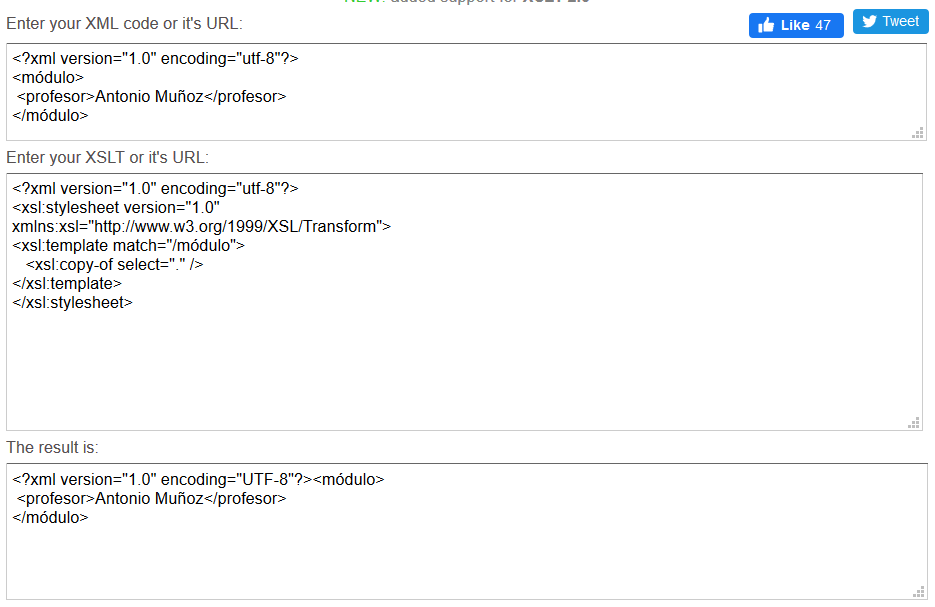 NEW: added support for XSLT 2.0
Enter your XML code or it's URL:
Like 47
Tweet
<?xml version="1.0" encoding="utf-8"?>
<módulo>
<profesor>Antonio Muñoz</profesor>
</módulo>
Enter your XSLT or it's URL:
<?xml version="1.0" encoding="utf-8"?>
<xsl:stylesheet version="1.0"
xmlns:xsl="http://www.w3.org/1999/XSL/Transform">
<xsl:template match="/módulo">
<xsl:copy-of select="." />
</xsl:template>
</xsl:stylesheet>
The result is:
<?xml version="1.0" encoding="UTF-8"?><módulo>
<profesor>Antonio Muñoz</profesor>
</módulo>